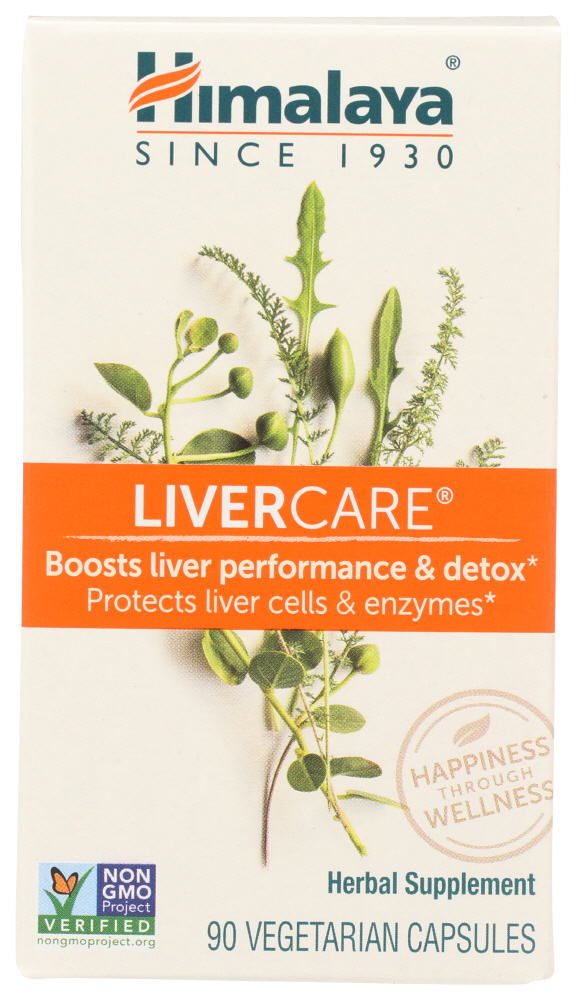 Himalaya®
SINCE 1930
LIVERCARE®
Boosts liver performance & detox*
Protects liver cells & enzymes*
HAPPINESS
THROUGH
WELLNESS
Herbal Supplement
90 VEGETARIAN CAPSULES
NON
GMO
Project
VERIFIED
nongmoproject.org